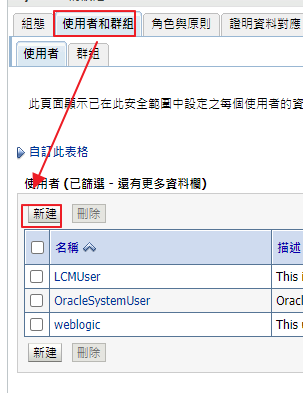 組態 使用者和群組 角色與原則 證明資料對應
使用者 群組
此頁面顯示已在此安全範圍中設定之每個使用者的資
自訂此表格
使用者 (已篩選 - 還有更多資料欄)
新建 刪除
名稱 描述
LCMUser This i
OracleSystemUser Oracl
weblogic This u
新建 刪除